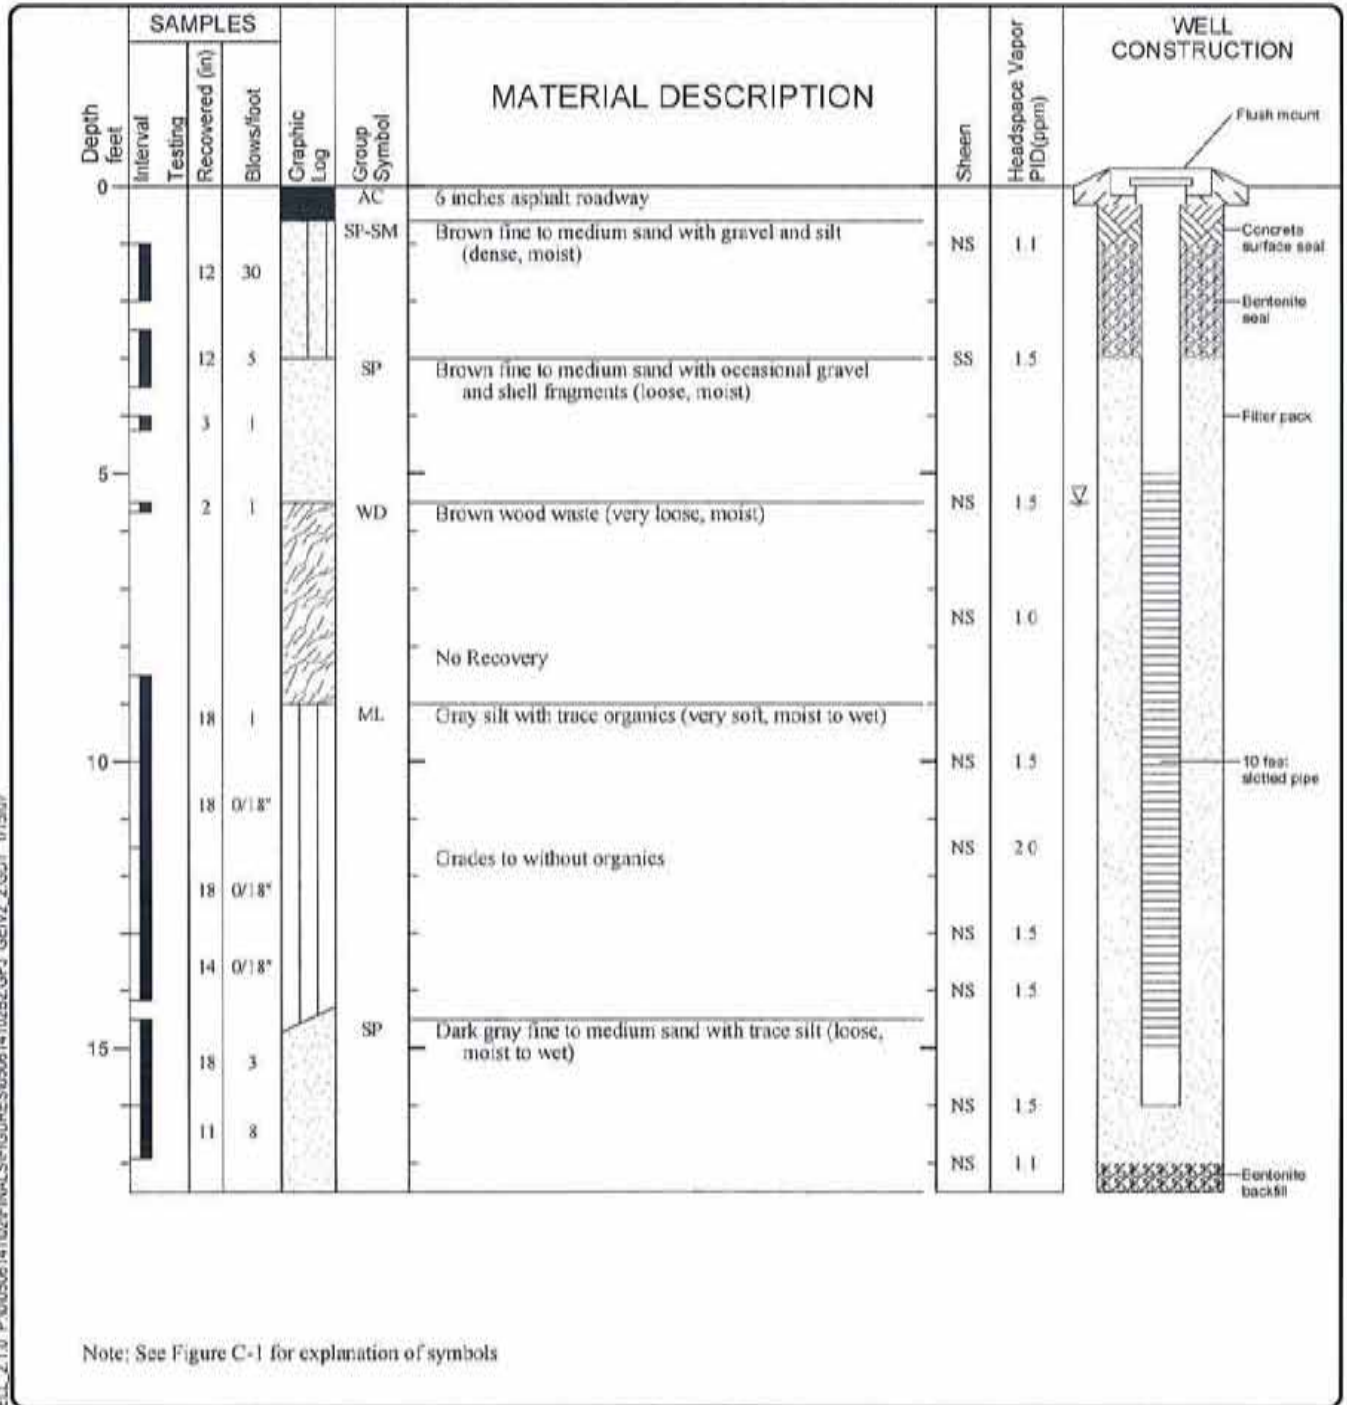 SAMPLES
WELL
CONSTRUCTION
Depth
feet
Interval
Testing
Recovered (in)
Blows/foot
Graphic
Log
Group
Symbol
MATERIAL DESCRIPTION
Sheen
Headspace Vapor
PID(ppm)
Flush mount
0
AC
6 inches asphalt roadway
SP-SM
Brown fine to medium sand with gravel and silt
(dense, moist)
NS
1.1
Concrete
surface seal
12
30
Bentonite
seal
12
SP
Brown fine to medium sand with occasional gravel
and shell fragments (loose, moist)
SS
1.5
3
1
Filter pack
5
2
1
WD
Brown wood waste (very loose, moist)
NS
1.5
NS
1.0
No Recovery
18
1
ML
Gray silt with trace organics (very soft, moist to wet)
10
NS
1.5
10 feet
slotted pipe
18
0/18"
Grades to without organics
NS
2.0
18
0/18"
NS
1.5
14
0/18"
NS
1.5
SP
Dark gray fine to medium sand with trace silt (loose,
moist to wet)
15
18
3
NS
1.5
11
8
NS
1.1
Bentonite
backfill
Note: See Figure C-1 for explanation of symbols